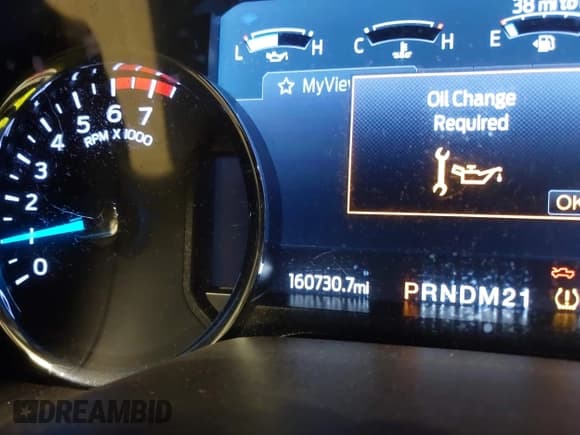 38 mi to
L H C H E
MyView
Oil Change
Required
OK
0 1 2 3 4 5 6 7
RPM X 1000
160730.7mi
PRNDM21
DREAMBID